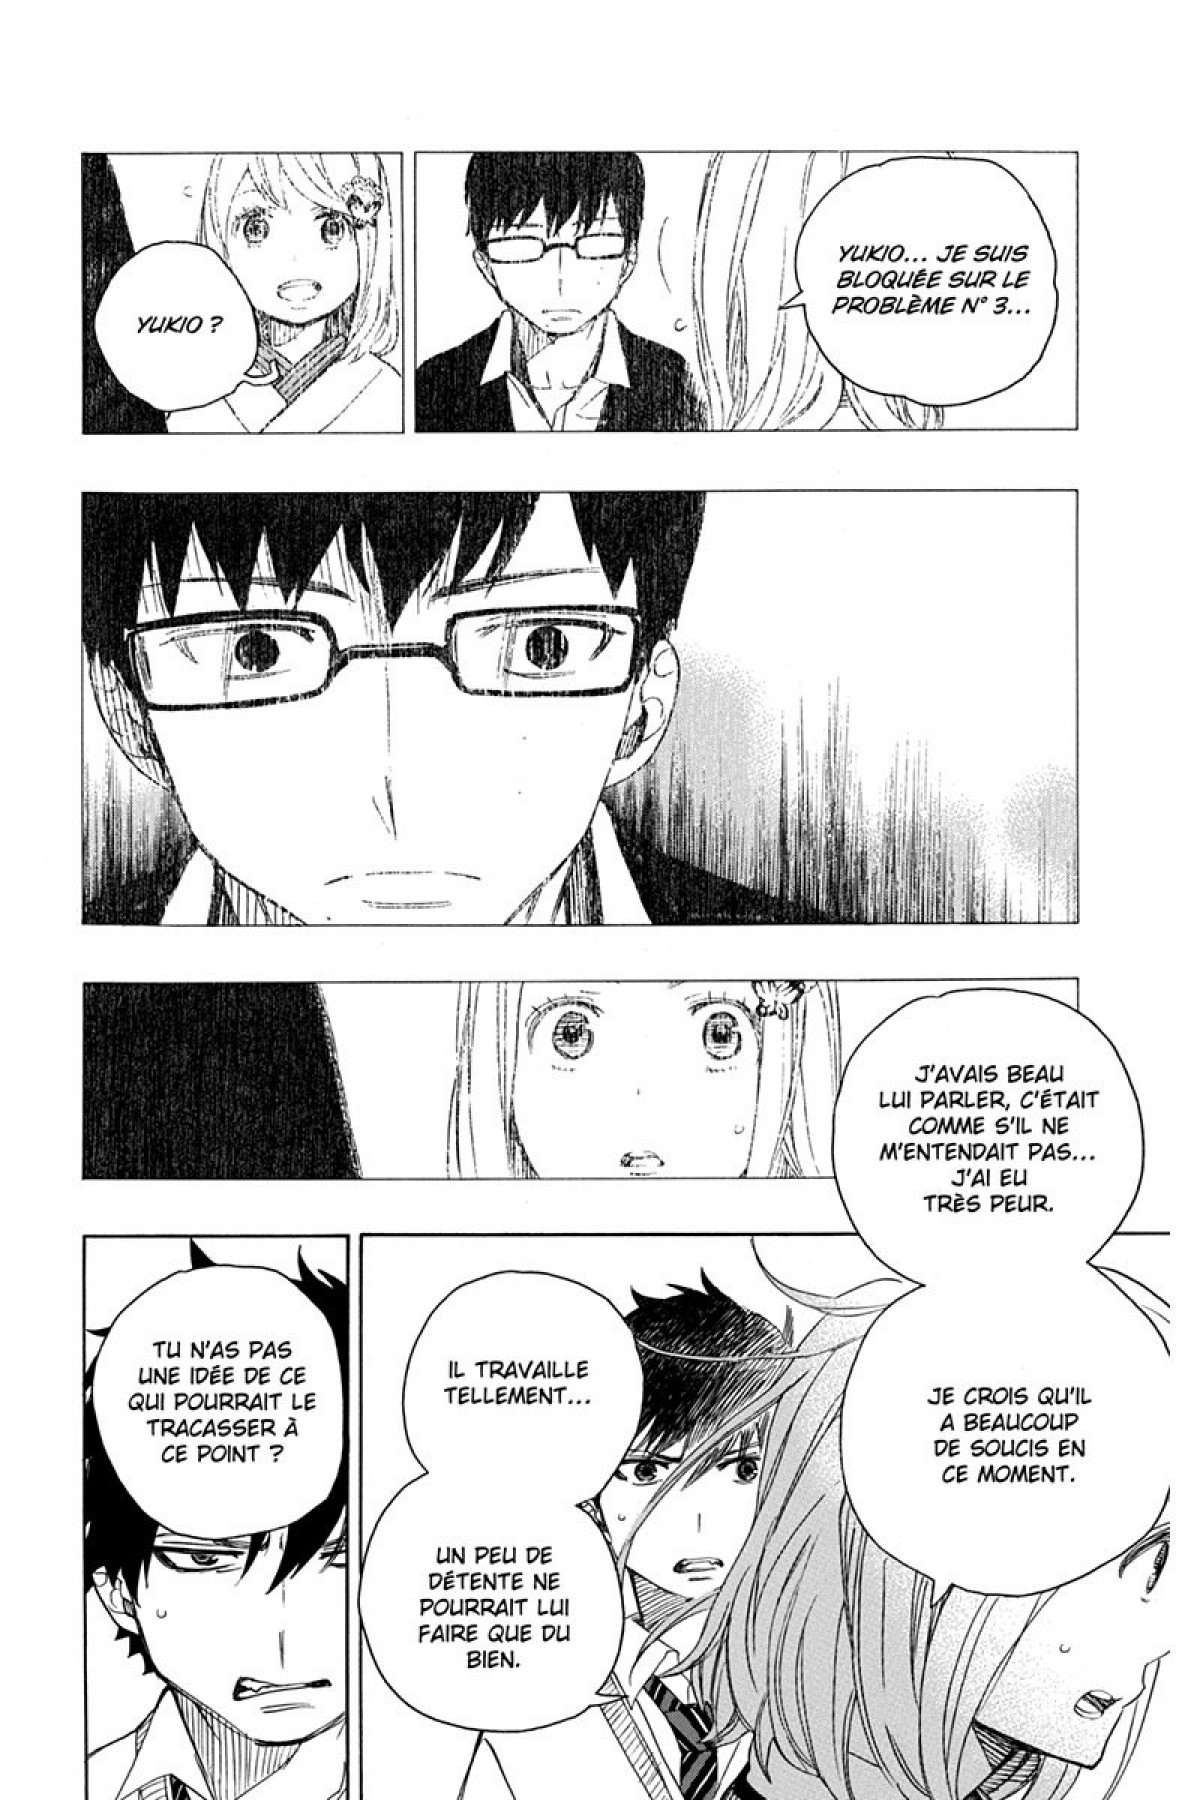 YUKIO... JE SUIS
BLOQUÉE SUR LE
PROBLÈME N° 3...
YUKIO ?
J'AVAIS BEAU
LUI PARLER, C'ÉTAIT
COMME S'IL NE
M'ENTENDAIT PAS...
J'AI EU
TRÈS PEUR.
JE CROIS QU'IL
A BEAUCOUP
DE SOUCIS EN
CE MOMENT.
IL TRAVAILLE
TELLEMENT...
UN PEU DE
DÉTENTE NE
POURRAIT LUI
FAIRE QUE DU
BIEN.
TU N'AS PAS
UNE IDÉE DE CE
QUI POURRAIT LE
TRACASSER À
CE POINT ?